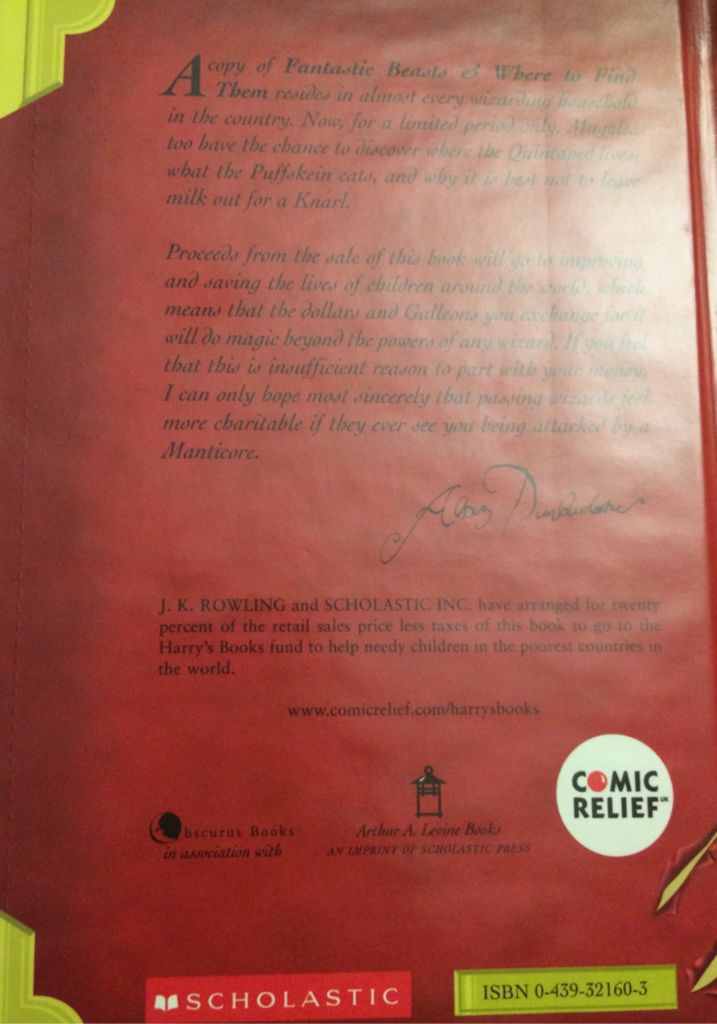 A copy of Fantastic Beasts & Where to Find
Them resides in almost every wizarding household
in the country. Now, for a limited period only, Muggles
too have the chance to discover where the Quintaped lives,
what the Puffskein eats, and why it is best not to leave
milk out for a Knarl.
Proceeds from the sale of this book will go to improving
and saving the lives of children around the world, which
means that the dollars and Galleons you exchange for it
will do magic beyond the powers of any wizard. If you feel
that this is insufficient reason to part with your money,
I can only hope most sincerely that passing wizards feel
more charitable if they ever see you being attacked by a
Manticore.
Albus Dumbledore
J. K. ROWLING and SCHOLASTIC INC. have arranged for twenty
percent of the retail sales price less taxes of this book to go to the
Harry's Books fund to help needy children in the poorest countries in
the world.
www.comicrelief.com/harrysbooks
COMIC
RELIEF UK
Obscurus Books
in association with
Arthur A. Levine Books
AN IMPRINT OF SCHOLASTIC PRESS
SCHOLASTIC
ISBN 0-439-32160-3